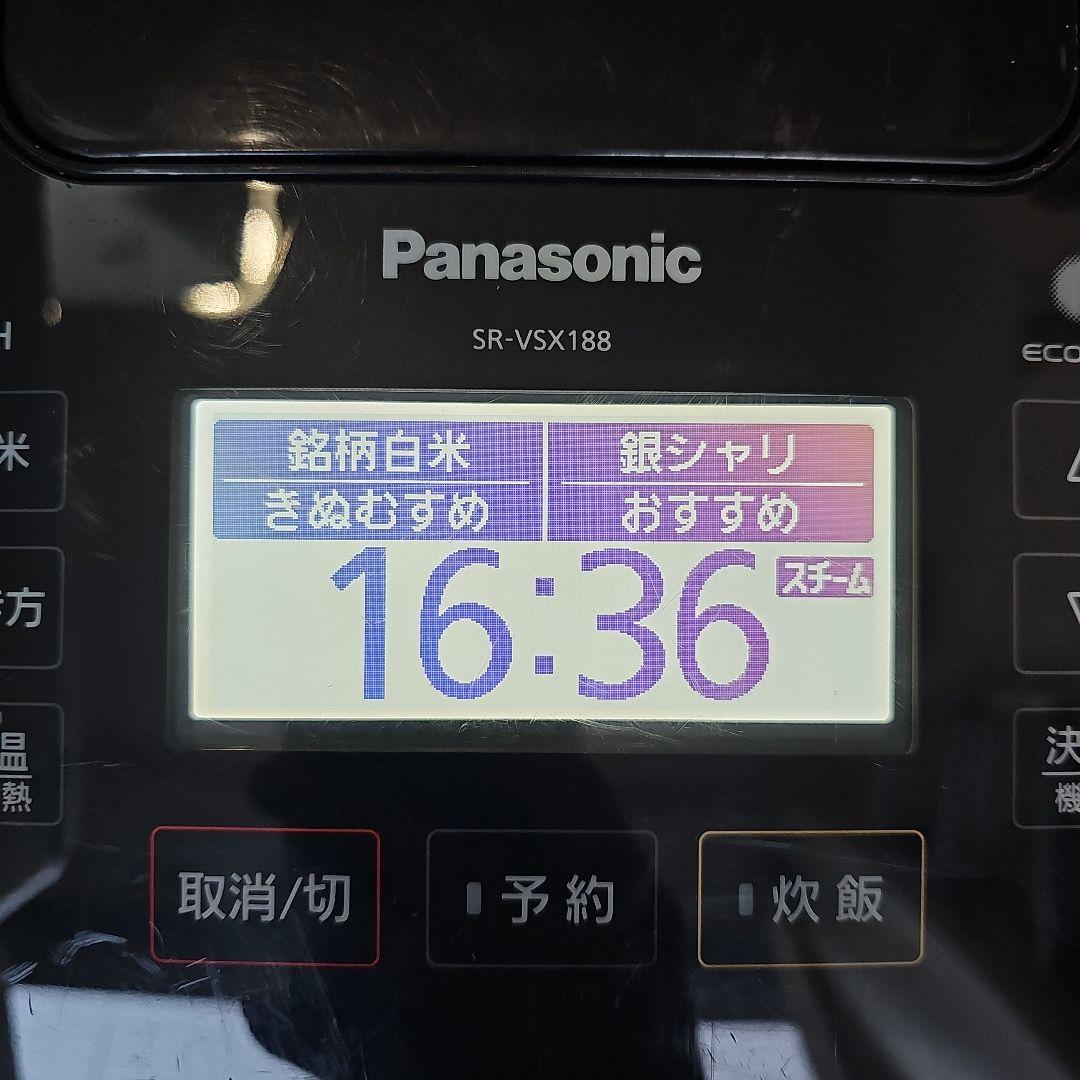 Panasonic
SR-VSX188
H
ECO
米
銘柄白米 銀シャリ
きぬむすめ おすすめ
16:36 スチーム
き方
温
熱
決
機
取消/切 予約 炊飯